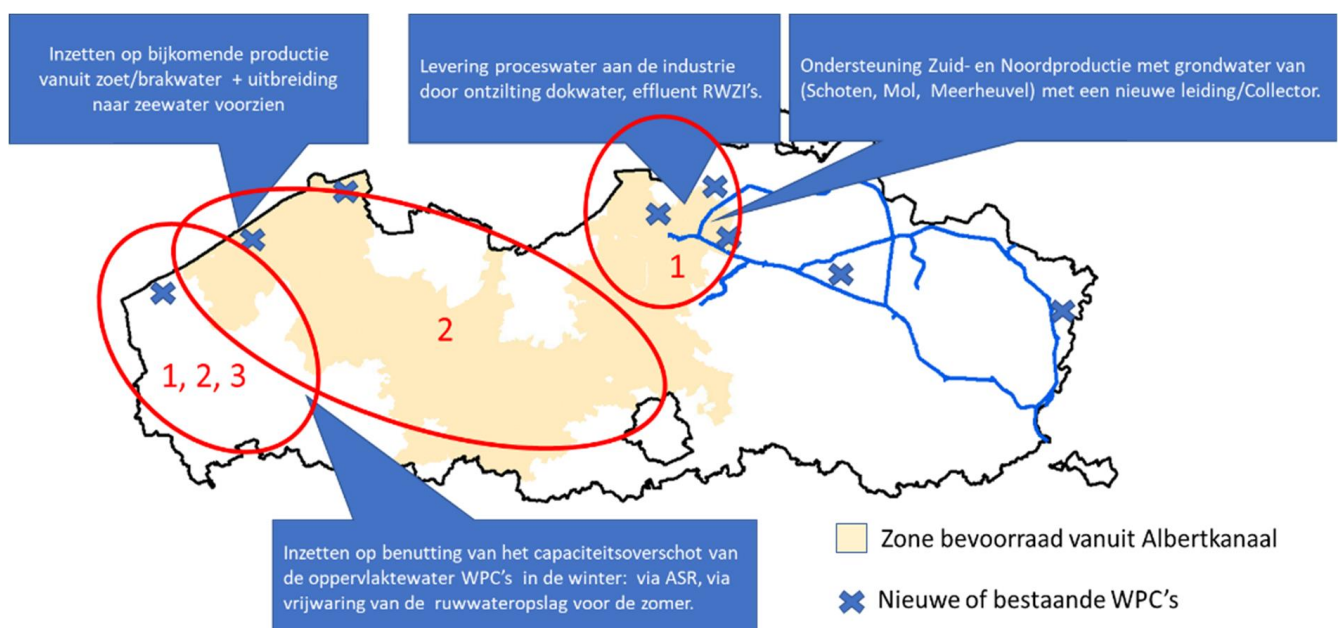 Inzetten op bijkomende productie
vanuit zoet/brakwater + uitbreiding
naar zeewater voorzien
Levering proceswater aan de industrie
door ontzilting dokwater, effluent RWZI’s.
Ondersteuning Zuid- en Noordproductie met grondwater van
(Schoten, Mol, Meerheuvel) met een nieuwe leiding/Collector.
1
2
1, 2, 3
Inzetten op benutting van het capaciteitsoverschot van
de oppervlaktewater WPC’s in de winter: via ASR, via
vrijwaring van de ruwwateropslag voor de zomer.
Zone bevoorraad vanuit Albertkanaal
Nieuwe of bestaande WPC’s